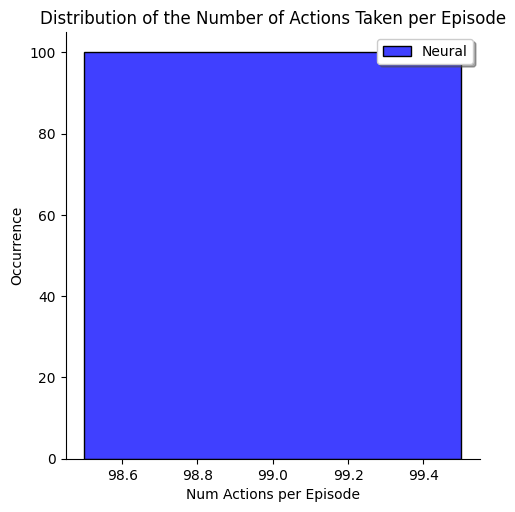 Distribution of the Number of Actions Taken per Episode
Neural
Occurrence
100
80
60
40
20
0
98.6 98.8 99.0 99.2 99.4
Num Actions per Episode